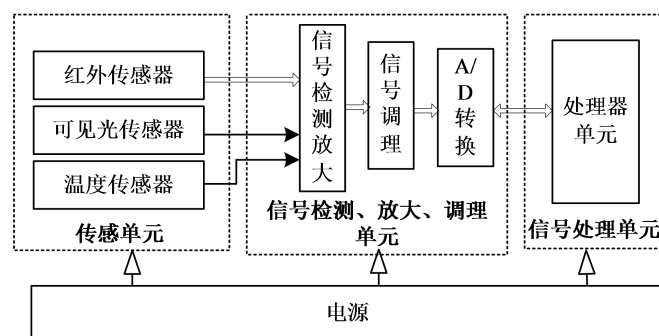 红外传感器
可见光传感器
温度传感器
传感单元
信号检测放大
信号调理
A/
D转换
信号检测、放大、调理
单元
处理器
单元
信号处理单元
电源